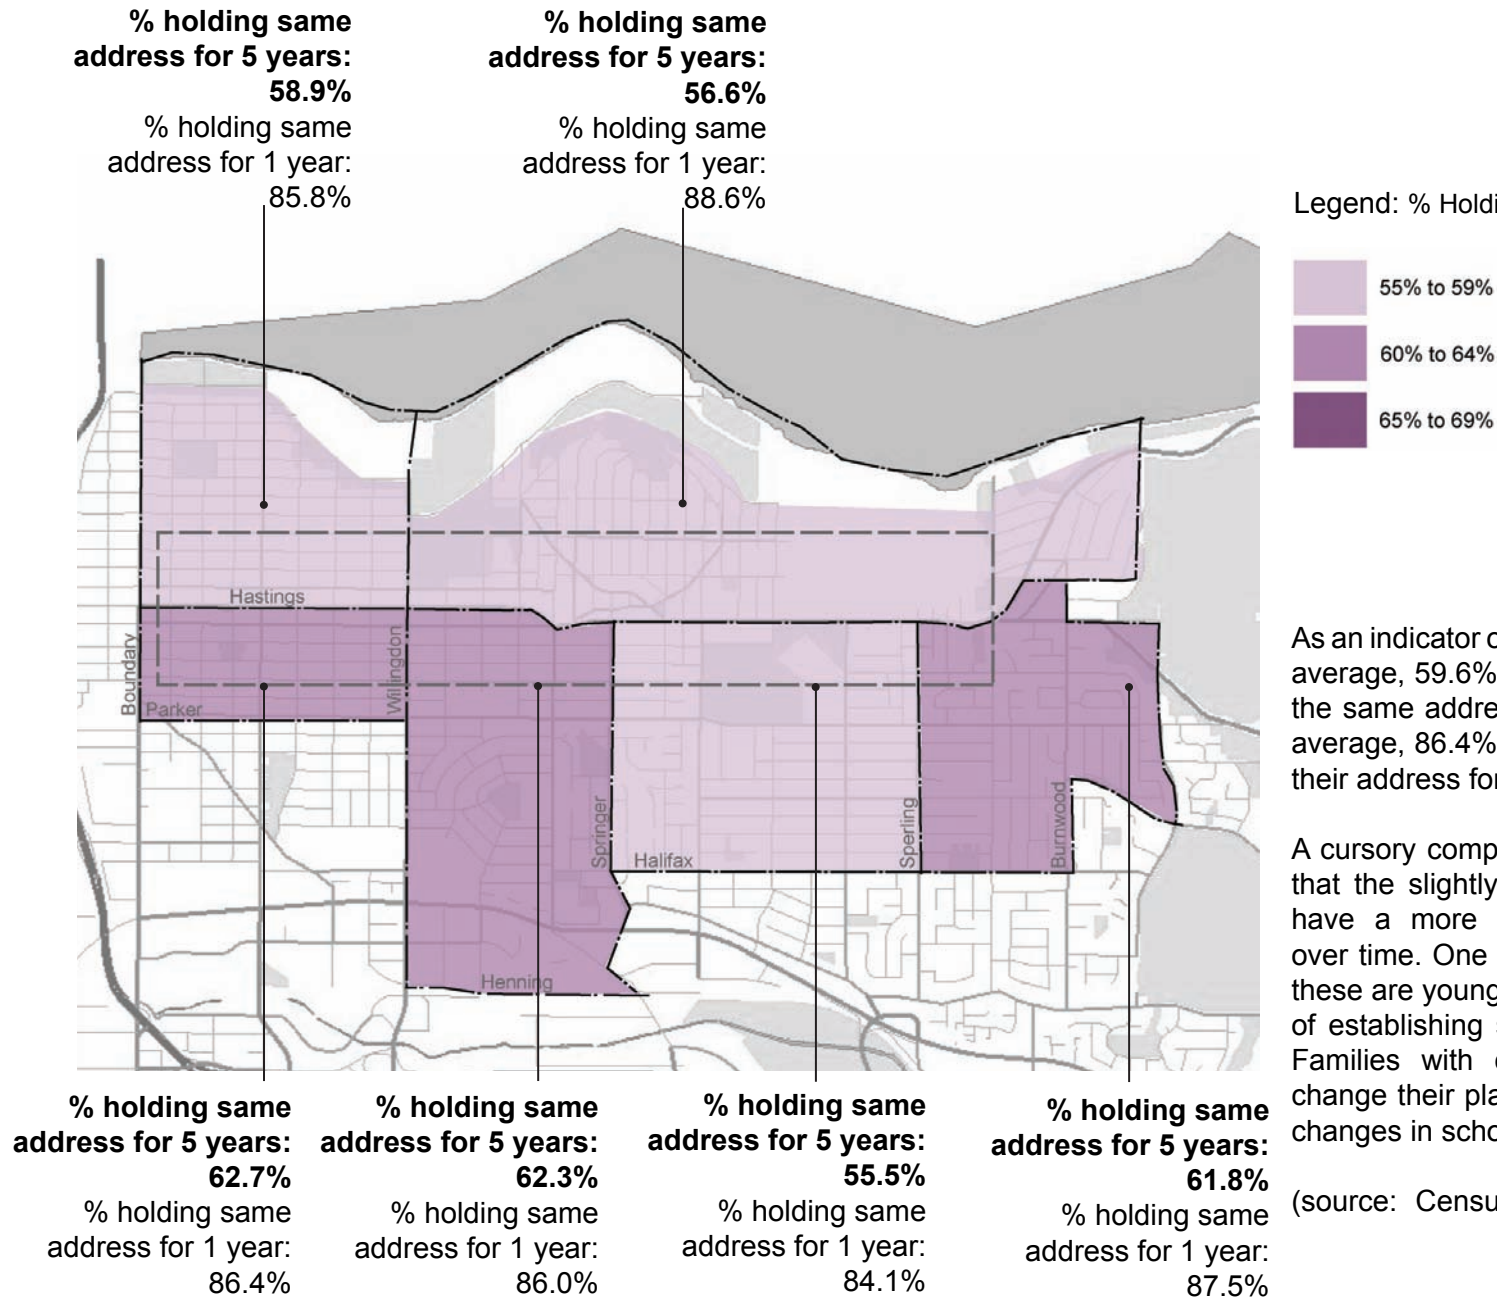 % holding same
address for 5 years:
58.9%
% holding same
address for 1 year:
85.8%
% holding same
address for 5 years:
56.6%
% holding same
address for 1 year:
88.6%
Legend: % Holdi
55% to 59%
60% to 64%
65% to 69%
Hastings
Boundary
Willingdon
Parker
Springer
Halifax
Sperling
Burnwood
Henning
As an indicator o
average, 59.6%
the same addre
average, 86.4%
their address for
A cursory comp
that the slightly
have a more
over time. One
these are young
of establishing s
Families with c
change their pla
changes in scho
(source: Censu
% holding same
address for 5 years:
62.7%
% holding same
address for 1 year:
86.4%
% holding same
address for 5 years:
62.3%
% holding same
address for 1 year:
86.0%
% holding same
address for 5 years:
55.5%
% holding same
address for 1 year:
84.1%
% holding same
address for 5 years:
61.8%
% holding same
address for 1 year:
87.5%